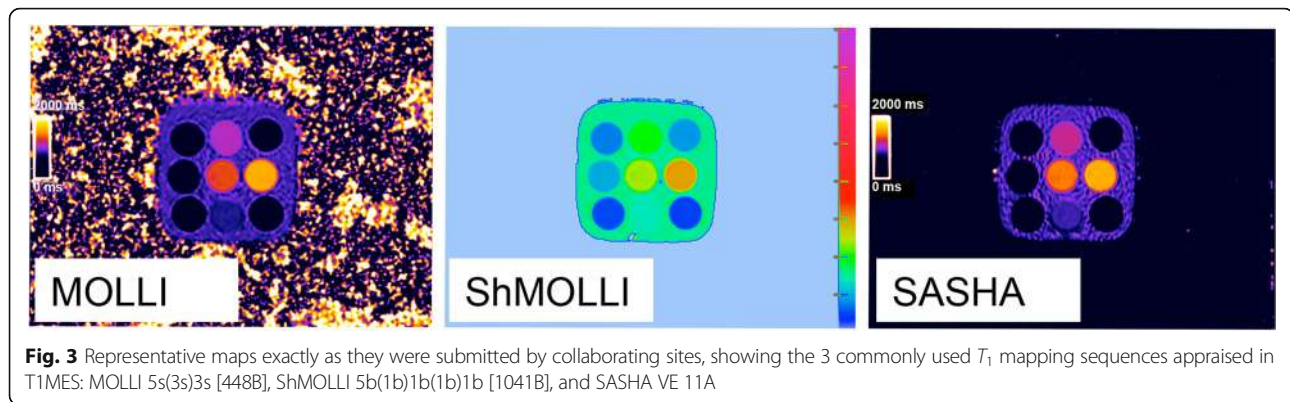 2000 ms
0 ms
MOLLI
ShMOLLI
2000 ms
0 ms
SASHA
Fig. 3 Representative maps exactly as they were submitted by collaborating sites, showing the 3 commonly used T1 mapping sequences appraised in
T1MES: MOLLI 5s(3s)3s [448B], ShMOLLI 5b(1b)1b(1b)1b [1041B], and SASHA VE 11A